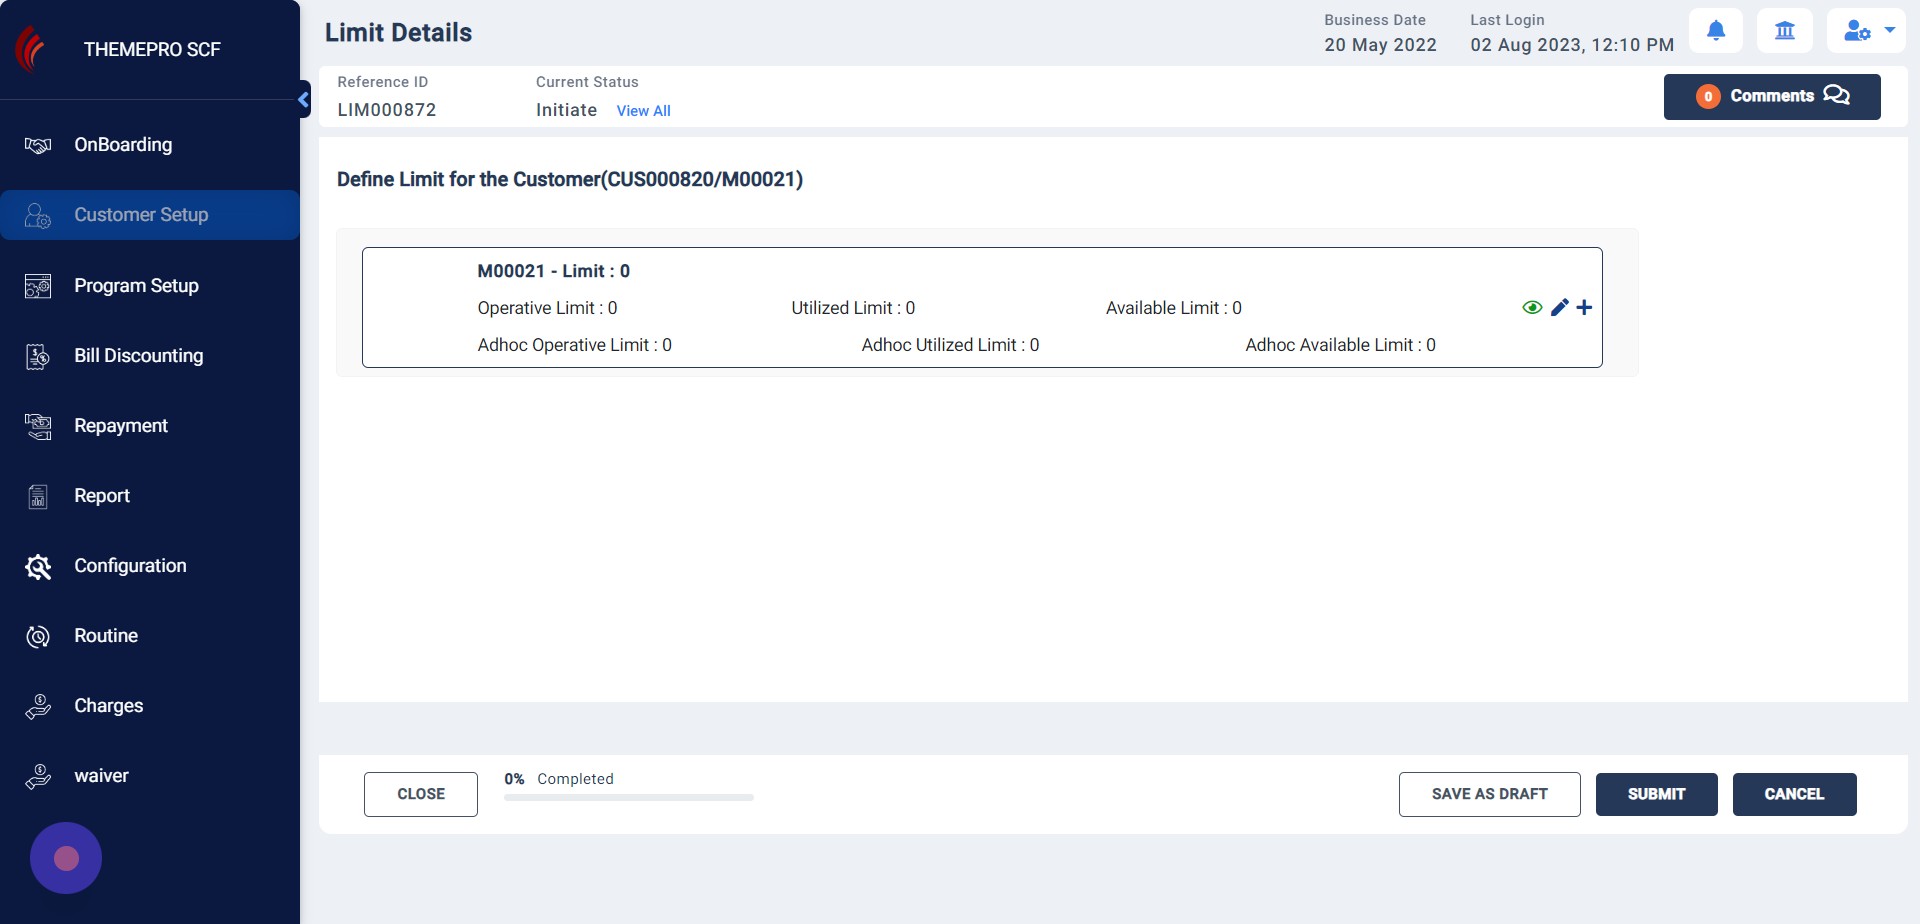 THEMEPRO SCF
OnBoarding
Customer Setup
Program Setup
Bill Discounting
Repayment
Report
Configuration
Routine
Charges
waiver
Limit Details
Business Date
20 May 2022
Last Login
02 Aug 2023, 12:10 PM
Reference ID
LIM000872
Current Status
Initiate View All
0 Comments
Define Limit for the Customer(CUS000820/M00021)
M00021 - Limit : 0
Operative Limit : 0 Utilized Limit : 0 Available Limit : 0
Adhoc Operative Limit : 0 Adhoc Utilized Limit : 0 Adhoc Available Limit : 0
CLOSE
0% Completed
SAVE AS DRAFT
SUBMIT
CANCEL